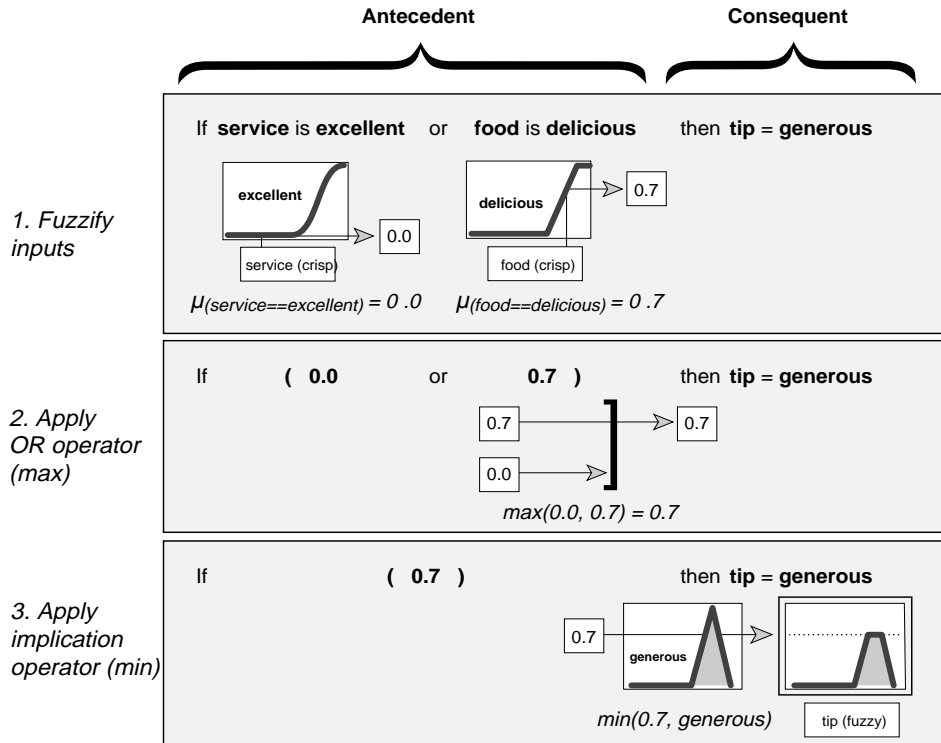 Antecedent
Consequent
If service is excellent or food is delicious then tip = generous
excellent
delicious
0.7
0.0
service (crisp)
food (crisp)
1. Fuzzify
inputs
μ(service==excellent) = 0 .0
μ(food==delicious) = 0 .7
If ( 0.0 or 0.7 ) then tip = generous
2. Apply
OR operator
(max)
0.7
0.7
0.0
max(0.0, 0.7) = 0.7
If ( 0.7 ) then tip = generous
3. Apply
implication
operator (min)
0.7
generous
min(0.7, generous)
tip (fuzzy)